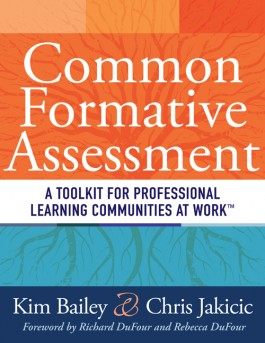 Common
Formative
Assessment
A TOOLKIT FOR PROFESSIONAL
LEARNING COMMUNITIES AT WORK™
Kim Bailey & Chris Jakicic
Foreword by Richard DuFour and Rebecca DuFour